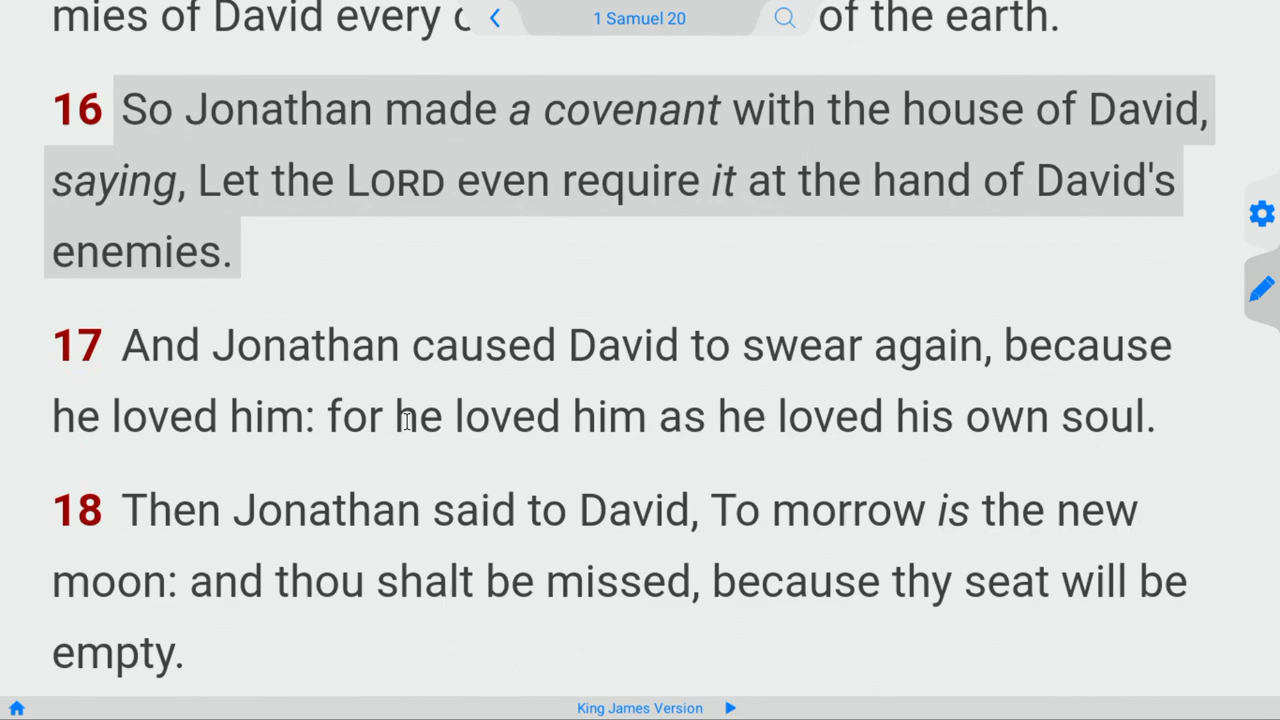 mies of David every
1 Samuel 20
of the earth.
16 So Jonathan made a covenant with the house of David,
saying, Let the LORD even require it at the hand of David's
enemies.
17 And Jonathan caused David to swear again, because
he loved him: for he loved him as he loved his own soul.
18 Then Jonathan said to David, To morrow is the new
moon: and thou shalt be missed, because thy seat will be
empty.
King James Version